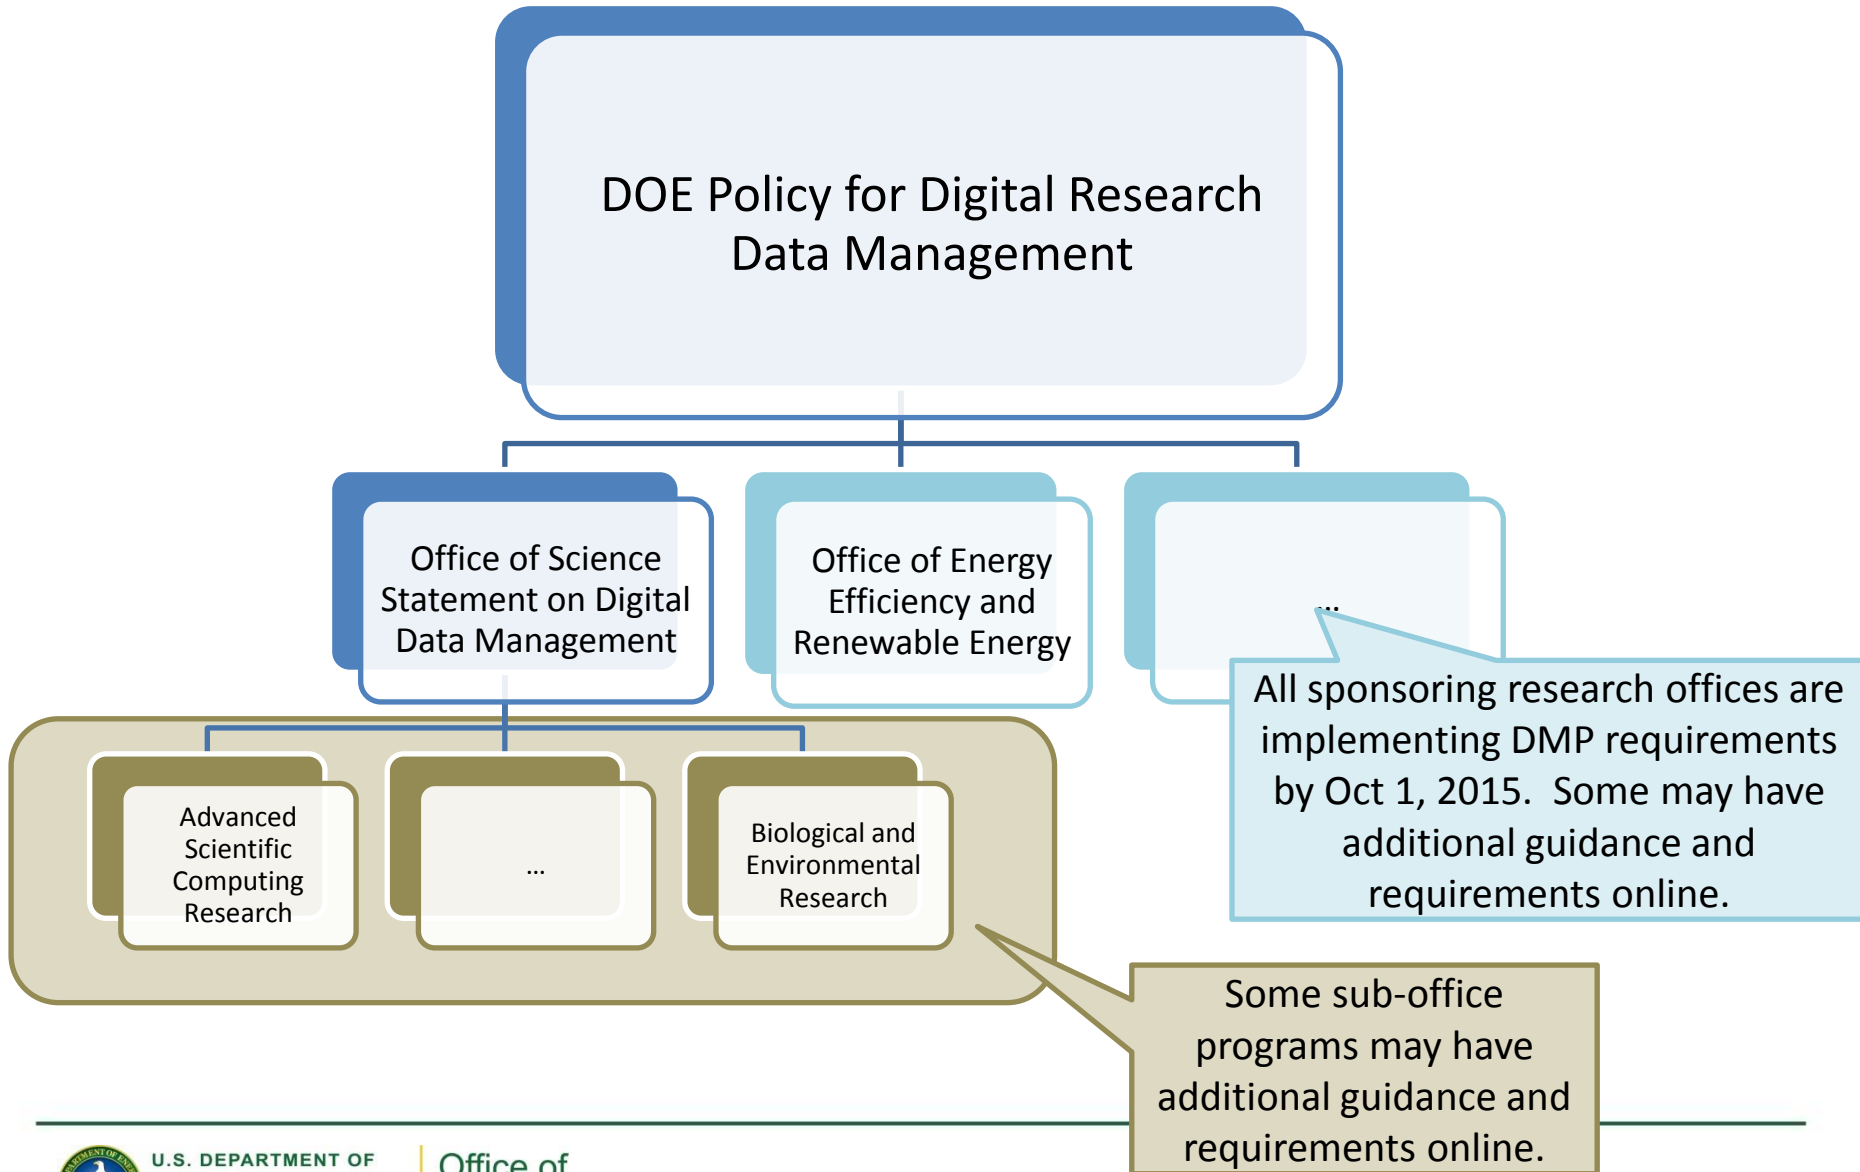 DOE Policy for Digital Research
Data Management
Office of Science
Statement on Digital
Data Management
Office of Energy
Efficiency and
Renewable Energy
...
All sponsoring research offices are
implementing DMP requirements
by Oct 1, 2015.  Some may have
additional guidance and
requirements online.
Advanced
Scientific
Computing
Research
...
Biological and
Environmental
Research
Some sub-office
programs may have
additional guidance and
requirements online.
U.S. DEPARTMENT OF
Office of